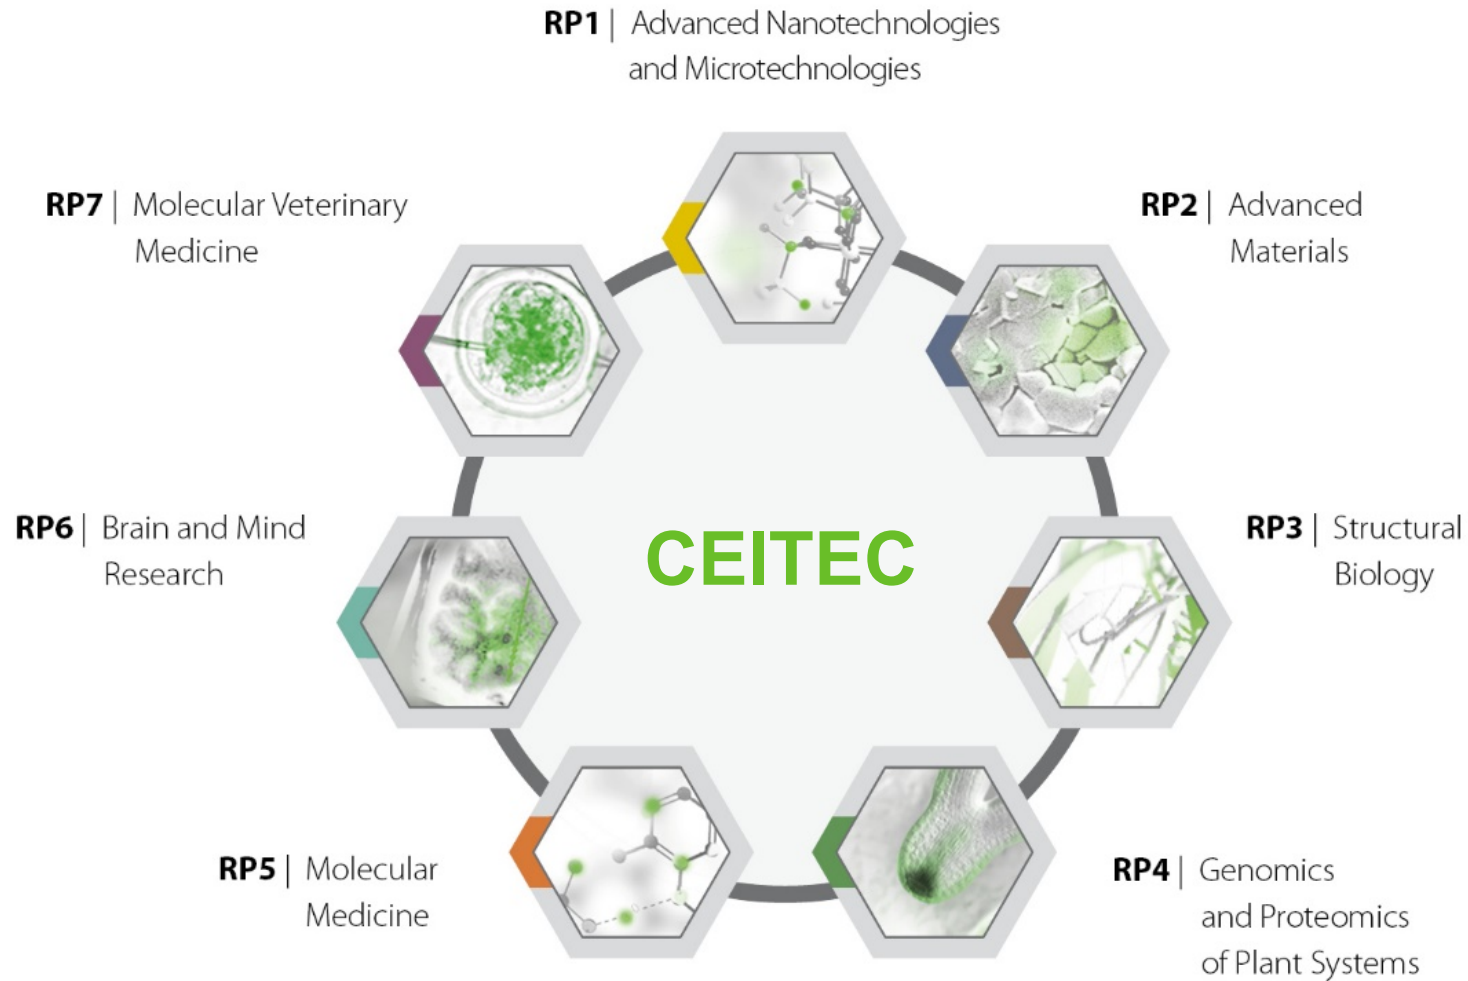 RP1 | Advanced Nanotechnologies
and Microtechnologies
RP7 | Molecular Veterinary
Medicine
RP2 | Advanced
Materials
RP6 | Brain and Mind
Research
CEITEC
RP3 | Structural
Biology
RP5 | Molecular
Medicine
RP4 | Genomics
and Proteomics
of Plant Systems